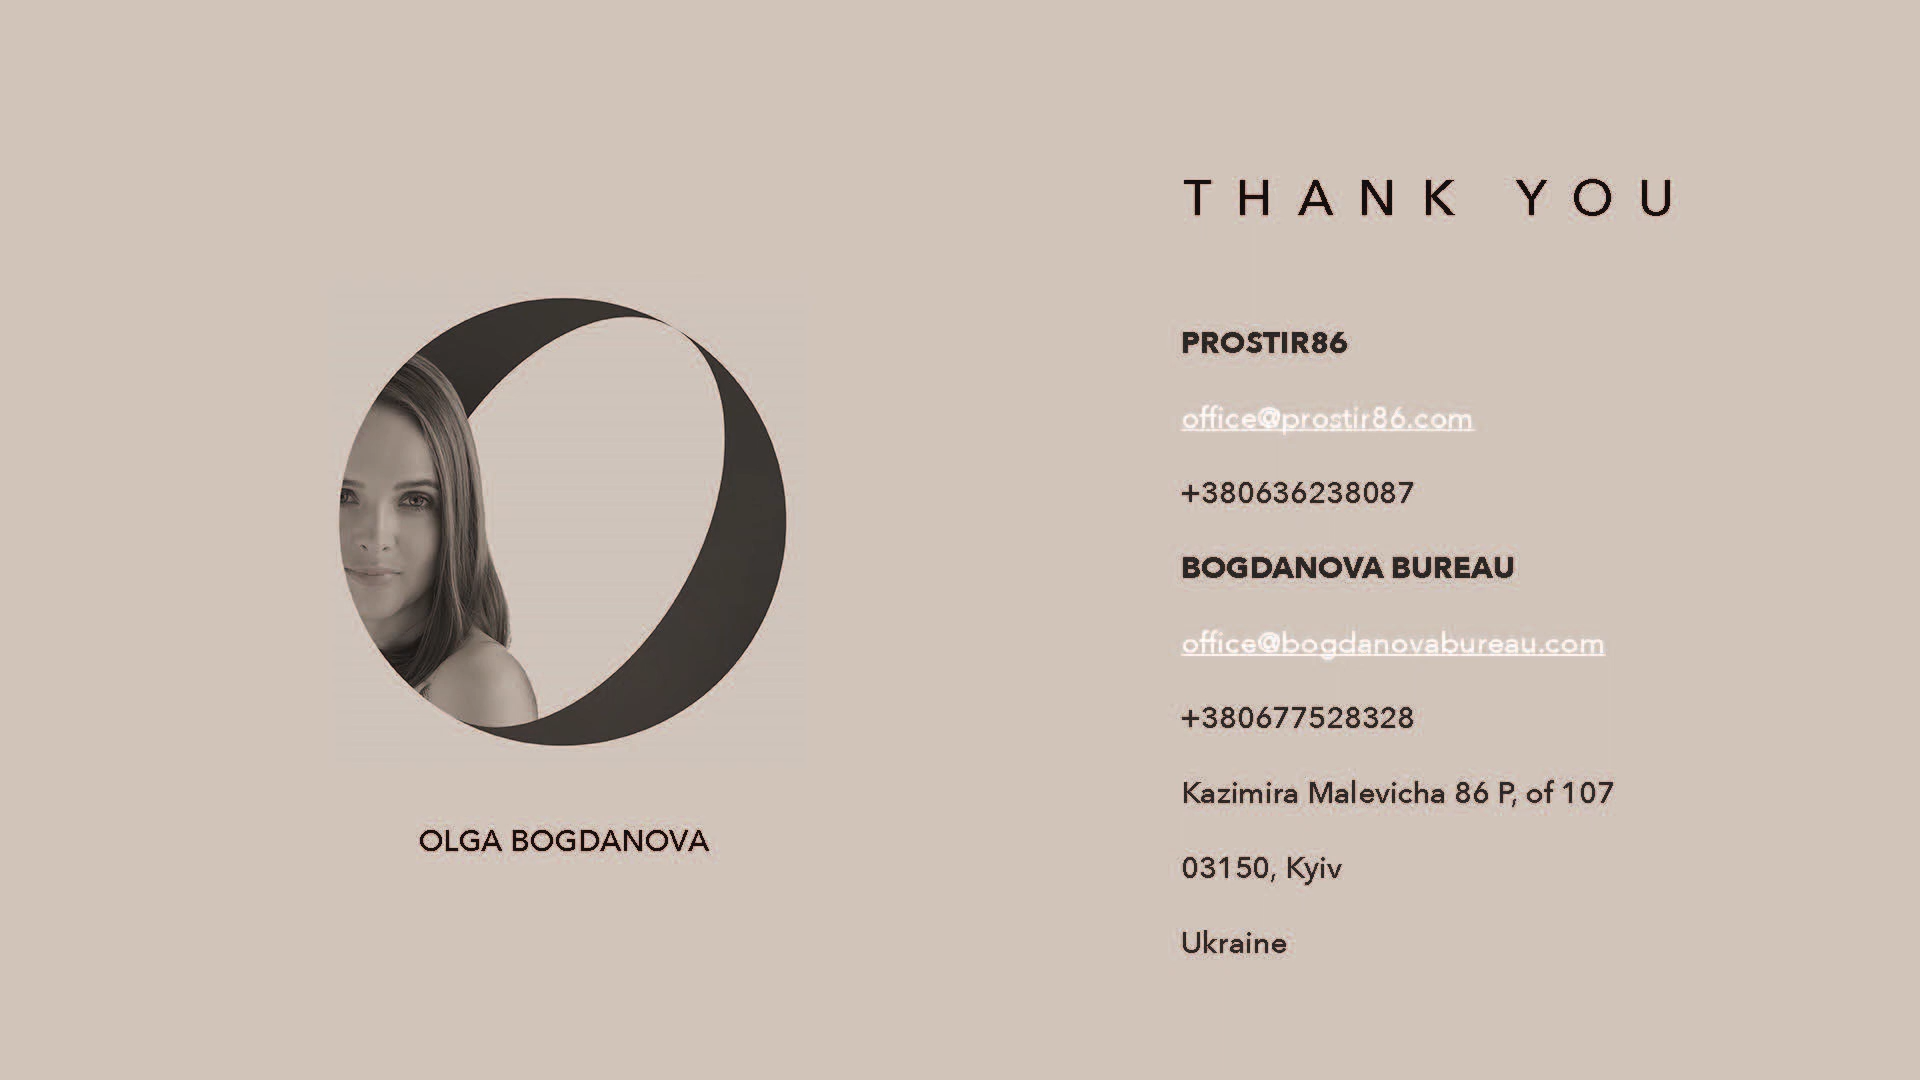 THANK YOU
PROSTIR86
office@prostir86.com
+380636238087
BOGDANOVA BUREAU
office@bogdanovabureau.com
+380677528328
Kazimira Malevicha 86 P, of 107
03150, Kyiv
Ukraine
OLGA BOGDANOVA